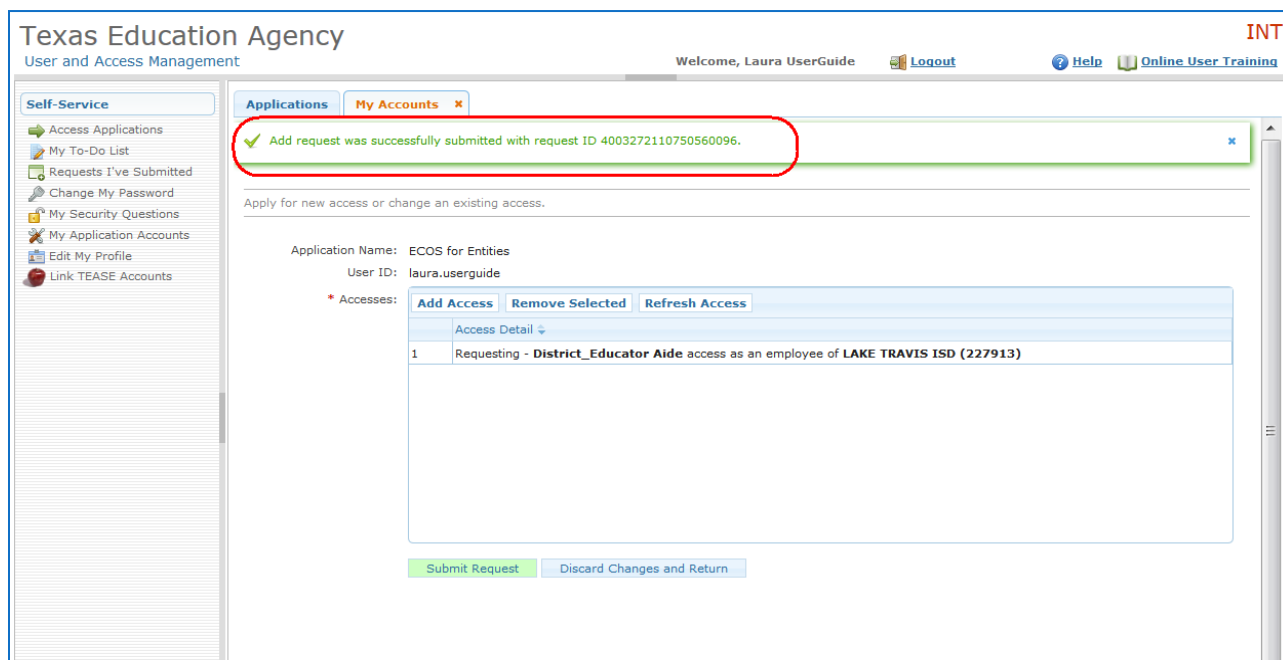 Texas Education Agency
INT
User and Access Management
Welcome, Laura UserGuide
Logout
Help
Online User Training
Self-Service
Access Applications
My To-Do List
Requests I've Submitted
Change My Password
My Security Questions
My Application Accounts
Edit My Profile
Link TEASE Accounts
Applications
My Accounts
Add request was successfully submitted with request ID 4003272110750560096.
Apply for new access or change an existing access.
Application Name: ECOS for Entities
User ID: laura.userguide
* Accesses:
Add Access Remove Selected Refresh Access
Access Detail
1 Requesting - District_Educator Aide access as an employee of LAKE TRAVIS ISD (227913)
Submit Request Discard Changes and Return